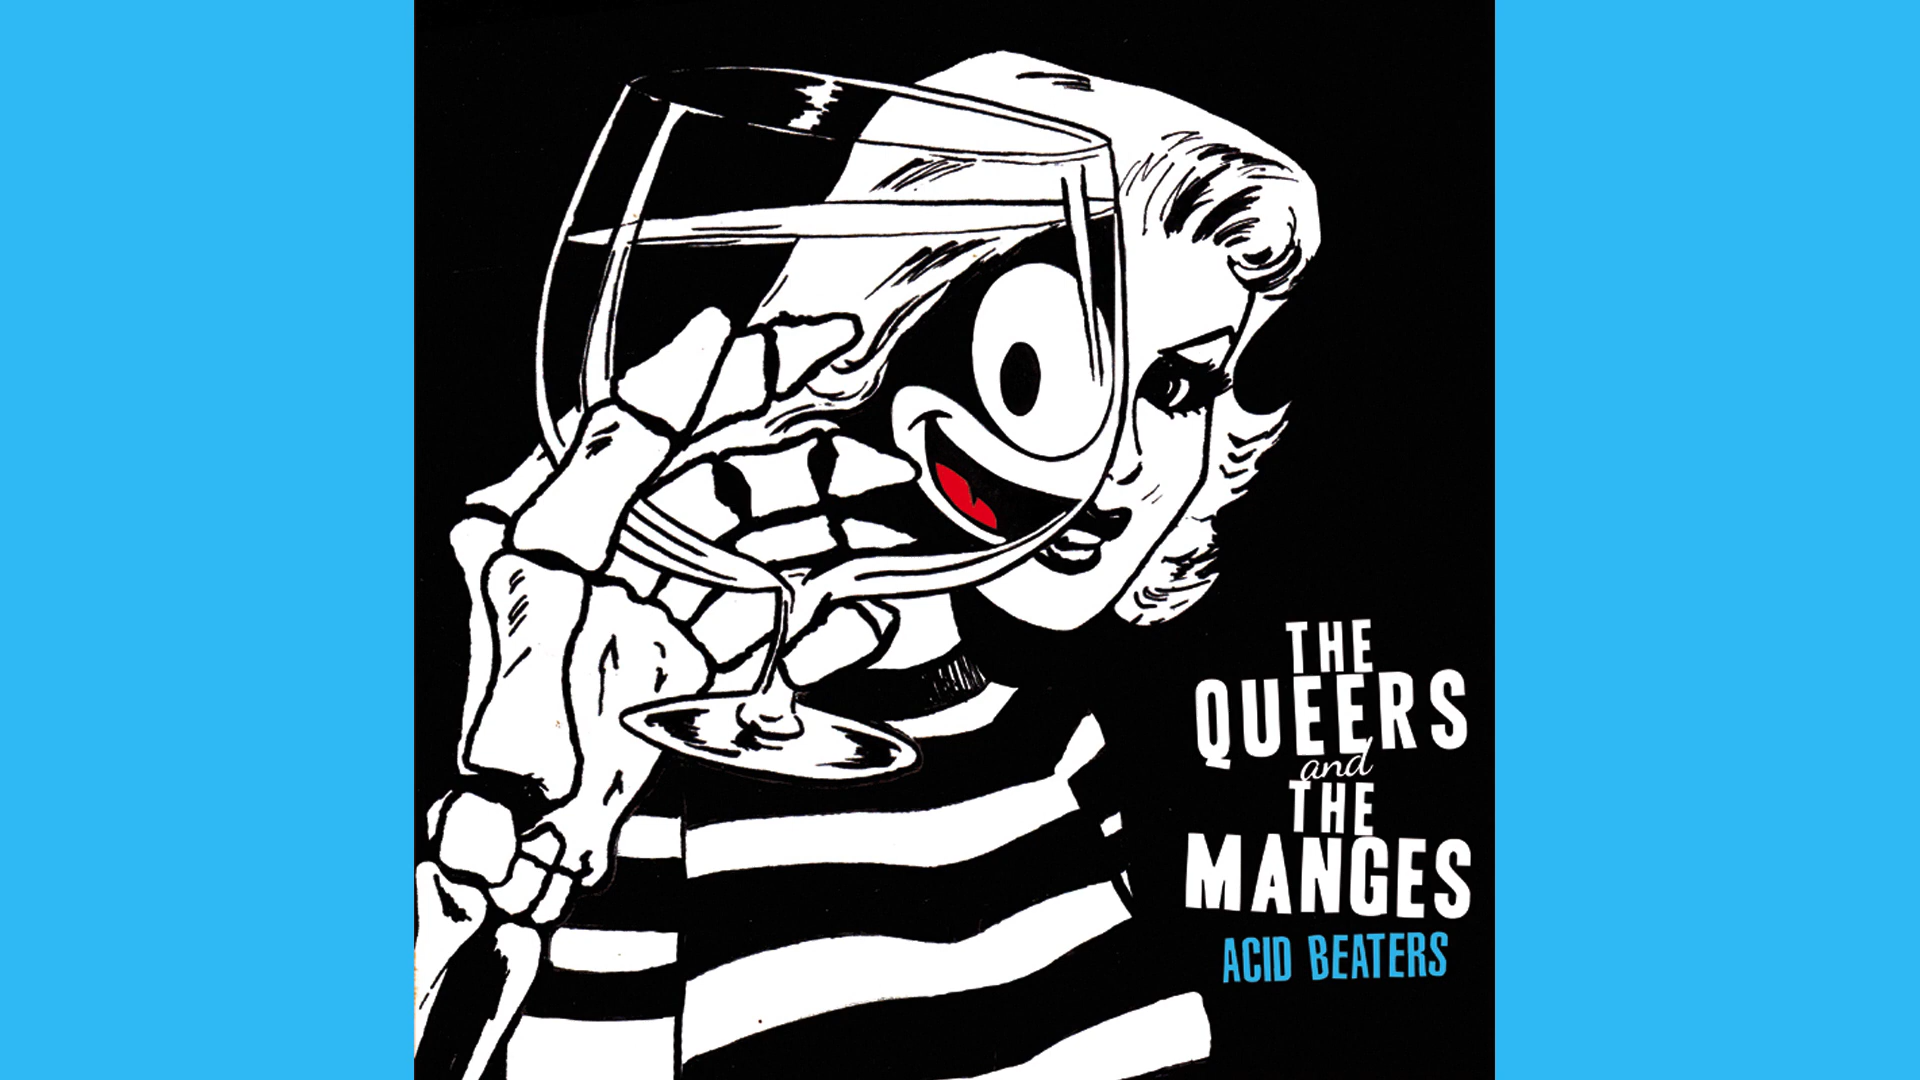 THE
QUEERS
and
THE
MANGES
ACID BEATERS